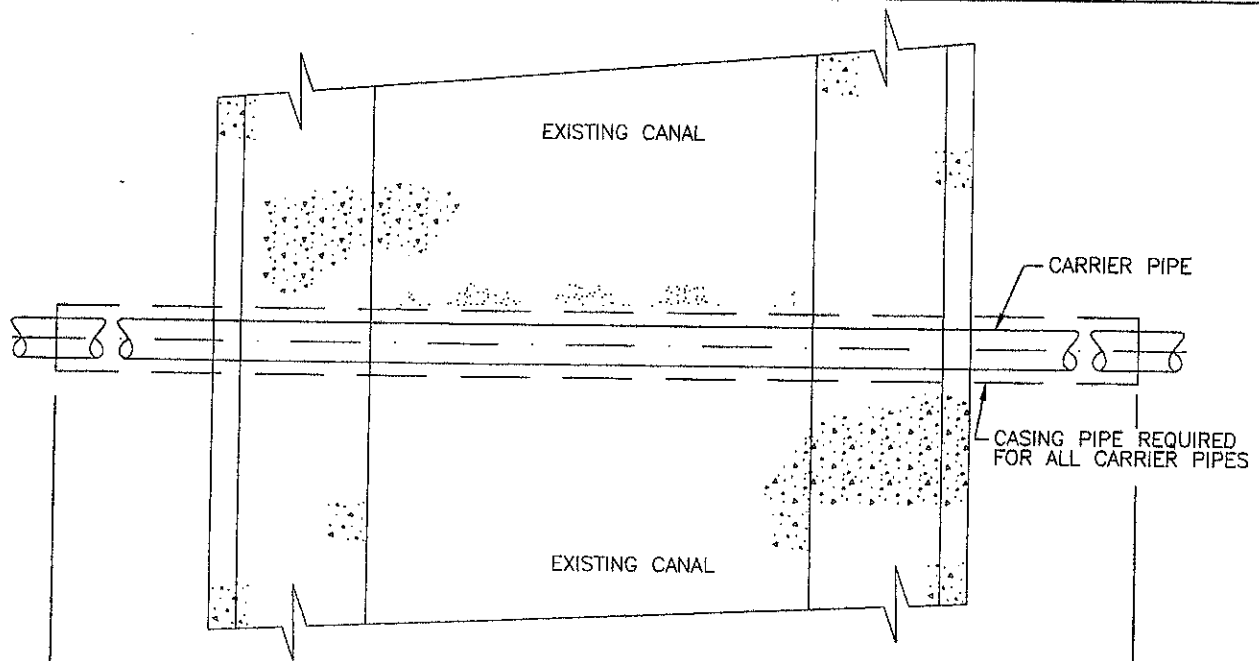 EXISTING CANAL
CARRIER PIPE
CASING PIPE REQUIRED
FOR ALL CARRIER PIPES
EXISTING CANAL